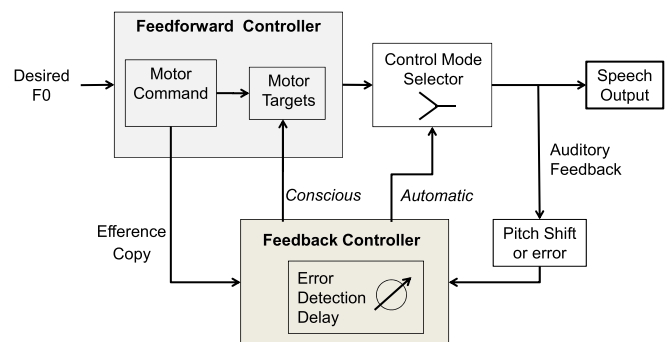 Feedforward Controller
Desired
F0
Motor
Command
Motor
Targets
Control Mode
Selector
Speech
Output
Auditory
Feedback
Conscious
Automatic
Efference
Copy
Feedback Controller
Pitch Shift
or error
Error
Detection
Delay